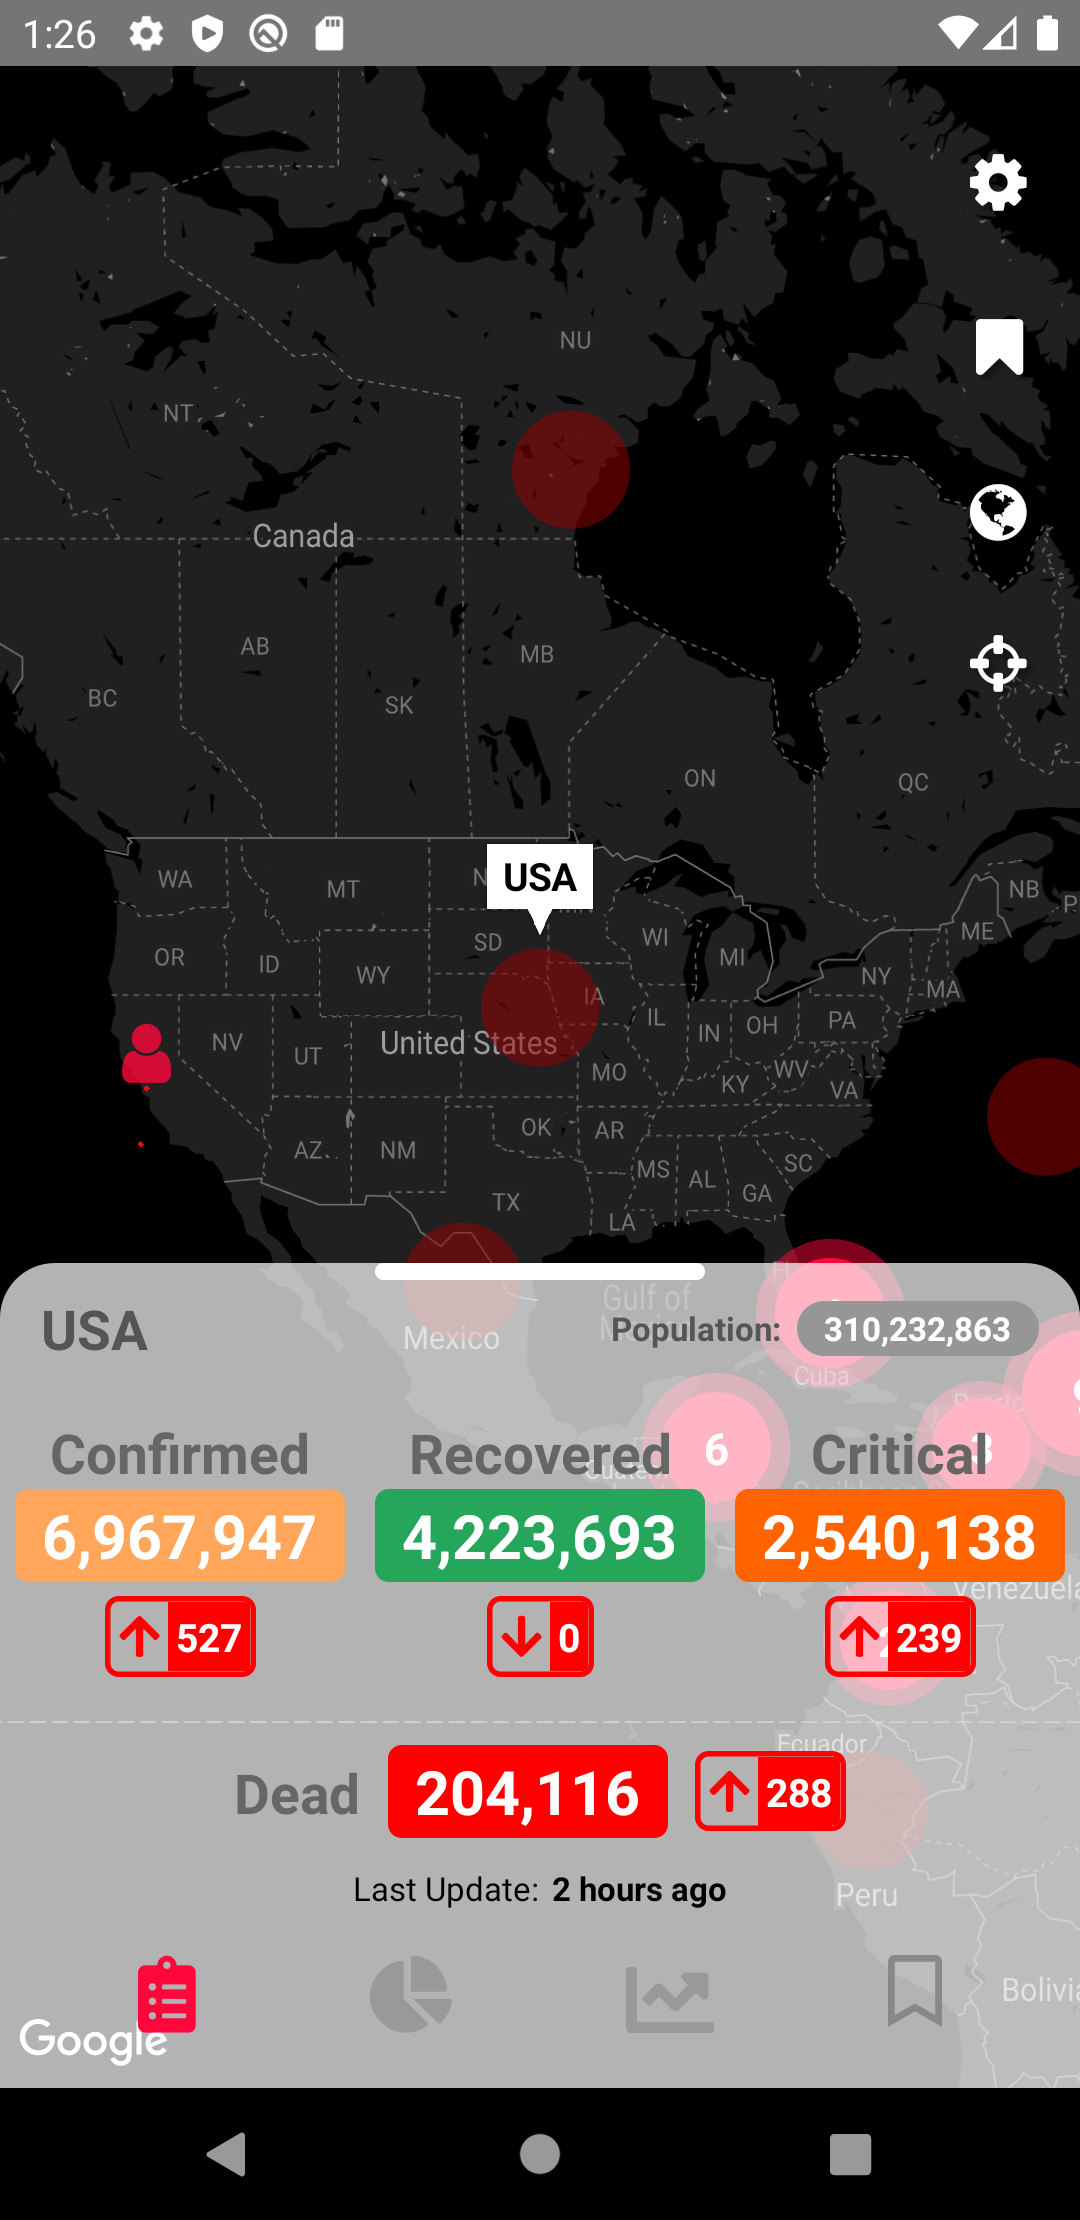 1:26
NU
NT
Canada
AB
MB
BC
SK
ON
QC
USA
WA
MT
NB
ME
OR
ID
SD
WI
MI
WY
NY
MA
IA
IL
IN
OH
PA
NV
UT
United States
MO
KY
WV
VA
OK
AR
AZ
NM
MS
AL
SC
GA
TX
LA
FL
Gulf of
USA
Mexico
Population: 310,232,863
Cuba
Confirmed
Recovered
6
Critical
3
6,967,947
4,223,693
2,540,138
Venezuela
527
0
239
Ecuador
Dead 204,116 288
Last Update: 2 hours ago
Peru
Bolivia
Google